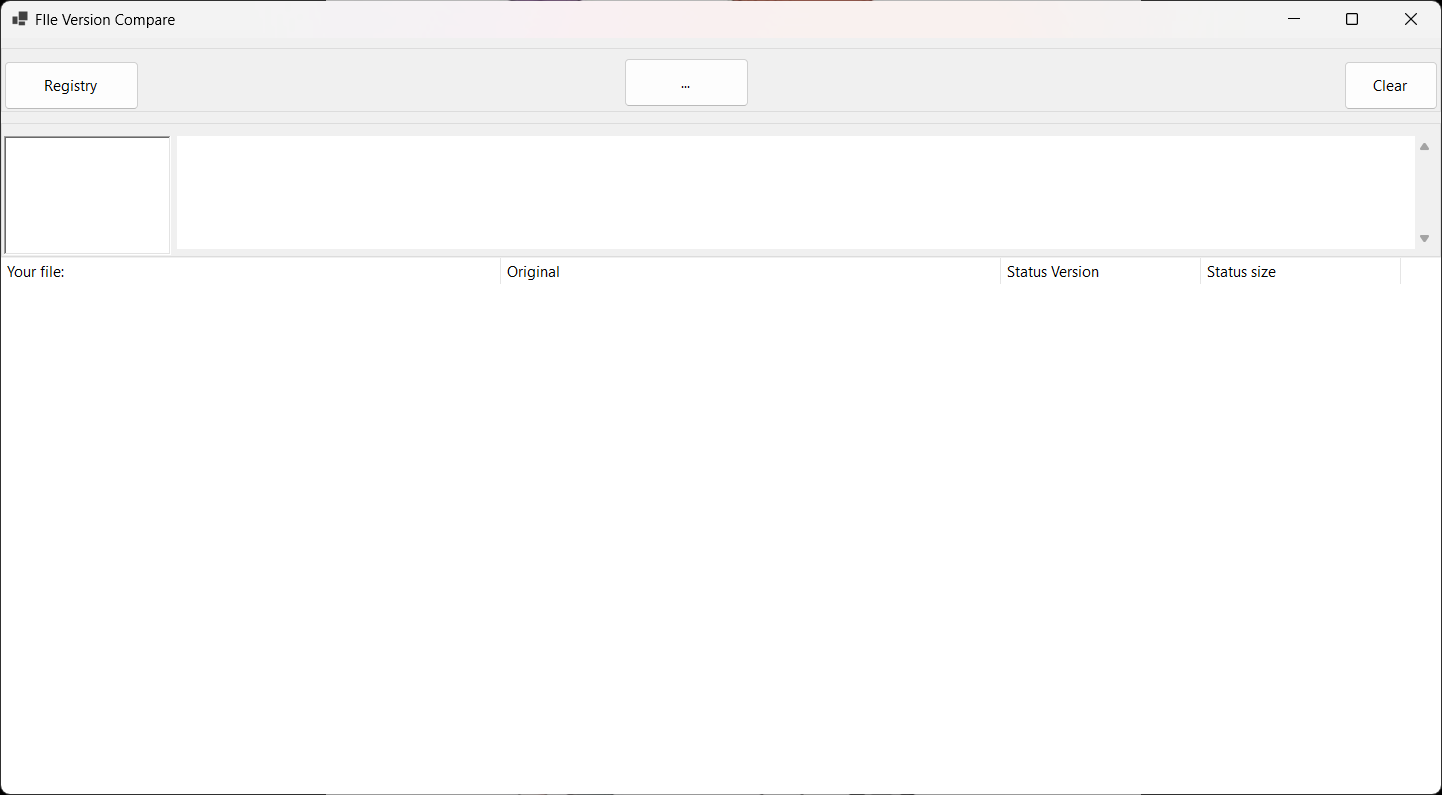 FIle Version Compare
Registry
...
Clear
Your file:
Original
Status Version
Status size